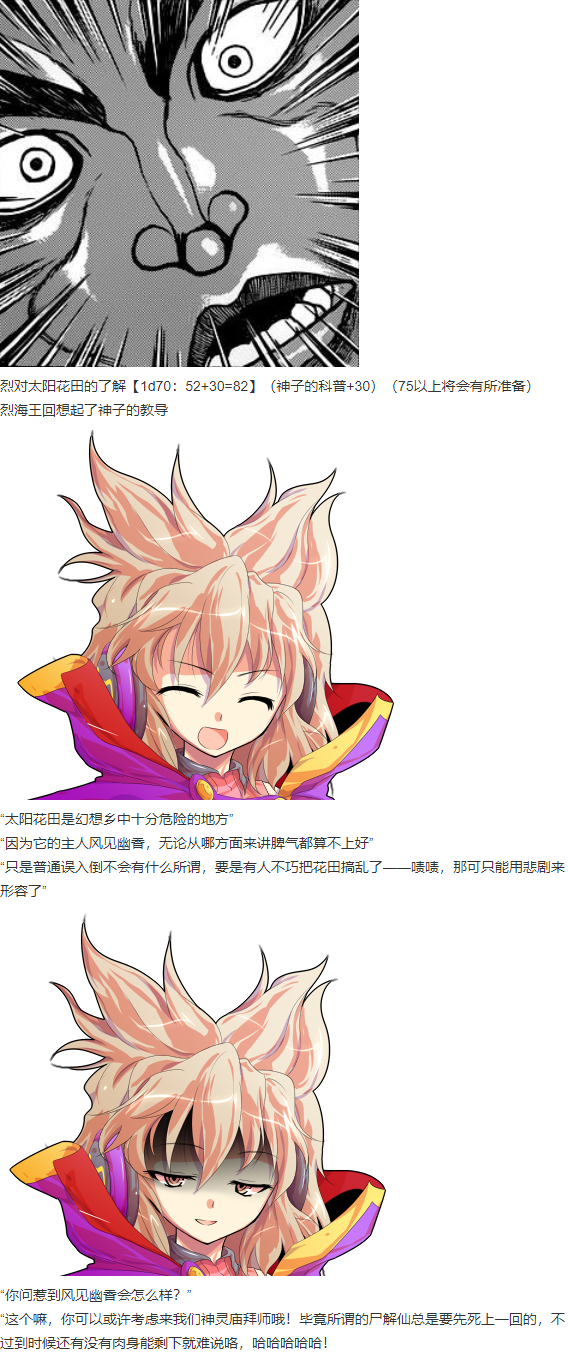 烈对太阳花田的了解【1d70：52+30=82】（神子的科普+30）（75以上将会有所准备）
烈海王回想起了神子的教导
“太阳花田是幻想乡中十分危险的地方”
“因为它的主人风见幽香，无论从哪方面来讲脾气都算不上好”
“只是普通误入倒不会有什么所谓，要是有人不巧把花田搞乱了——啧啧，那可只能用悲剧来
形容了”
“你问惹到风见幽香会怎么样？”
“这个嘛，你可以或许考虑来我们神灵庙拜师哦！毕竟所谓的尸解仙总是要先死上一回的，不
过到时候还有没有肉身能剩下就难说咯，哈哈哈哈哈！